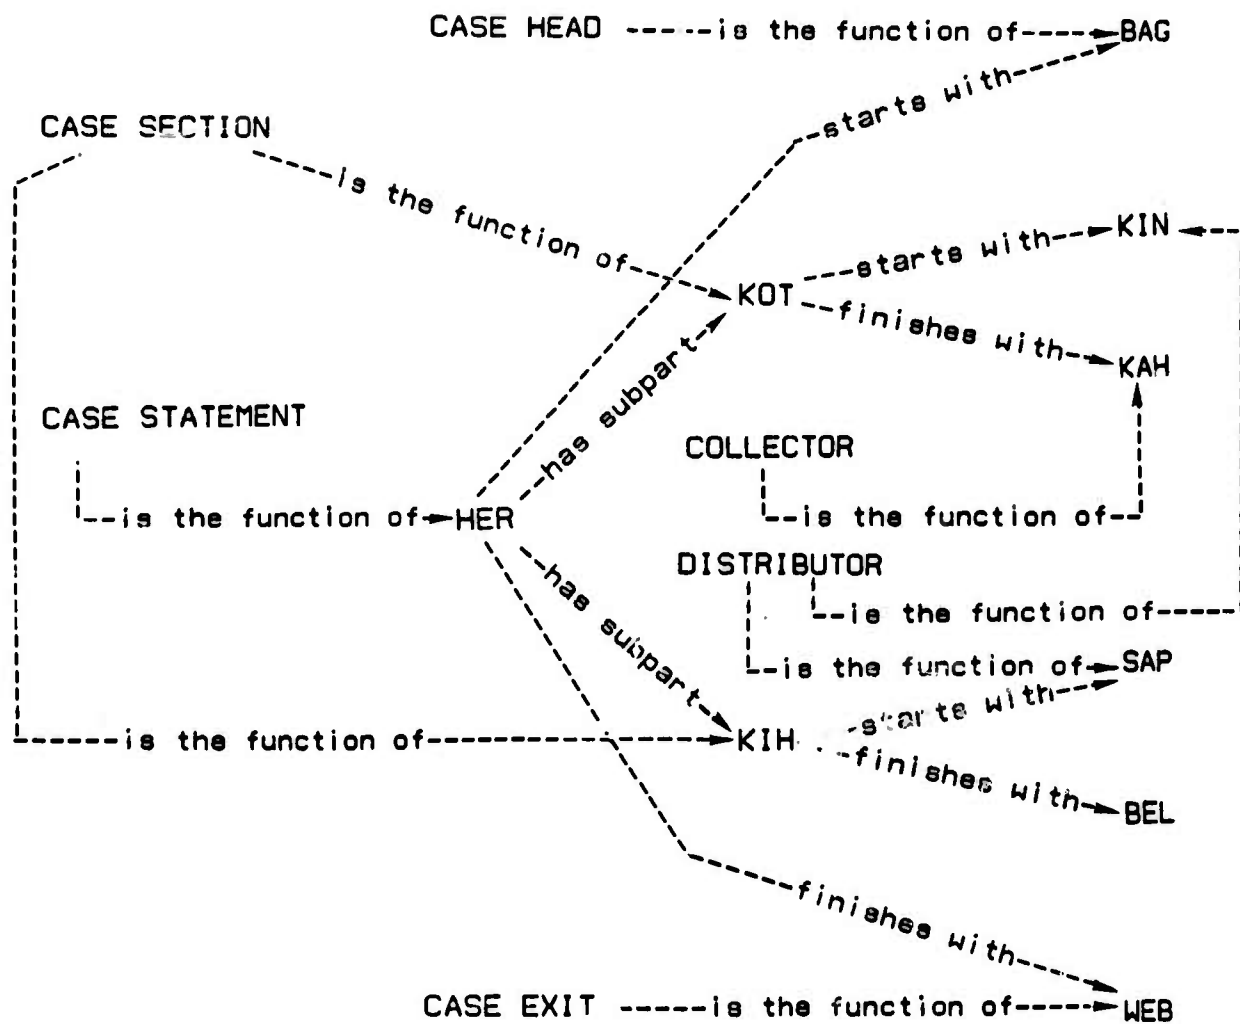 CASE HEAD is the function of BAG
starts with
CASE SECTION
is the function of
starts with KIN
KOT
finishes with
KAH
has subpart
CASE STATEMENT
COLLECTOR
is the function of HER
is the function of
DISTRIBUTOR
has subpart
is the function of
is the function of SAP
starts with
is the function of KIH
finishes with
BEL
finishes with
CASE EXIT is the function of WEB